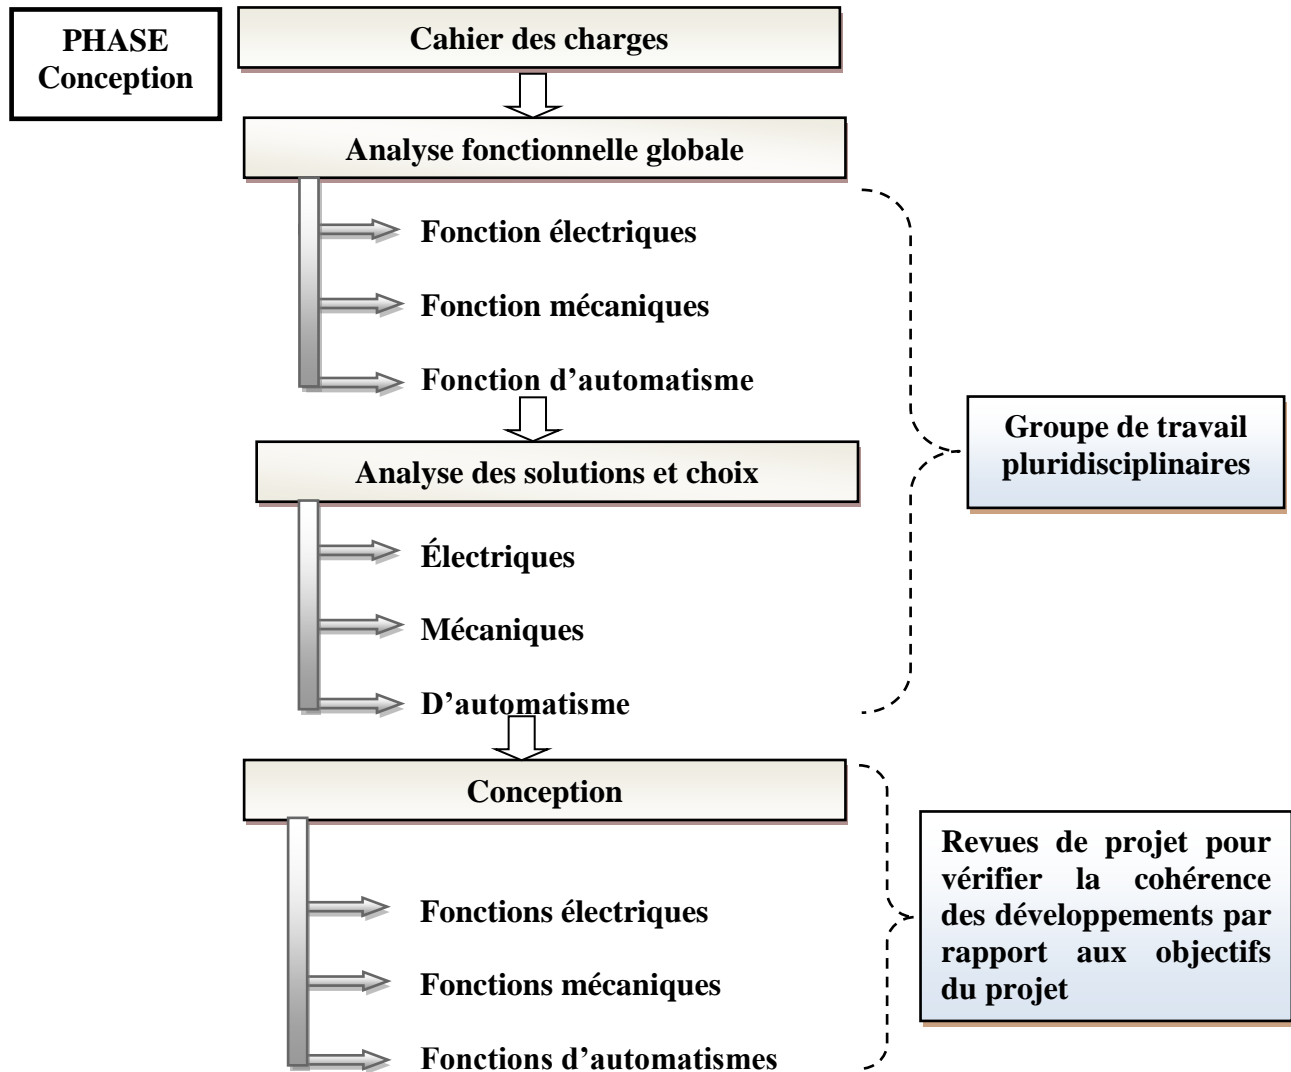 PHASE
Conception
Cahier des charges
Analyse fonctionnelle globale
Fonction électriques
Fonction mécaniques
Fonction d’automatisme
Groupe de travail
pluridisciplinaires
Analyse des solutions et choix
Électriques
Mécaniques
D’automatisme
Conception
Revues de projet pour
vérifier la cohérence
des développements par
rapport aux objectifs
du projet
Fonctions électriques
Fonctions mécaniques
Fonctions d’automatismes